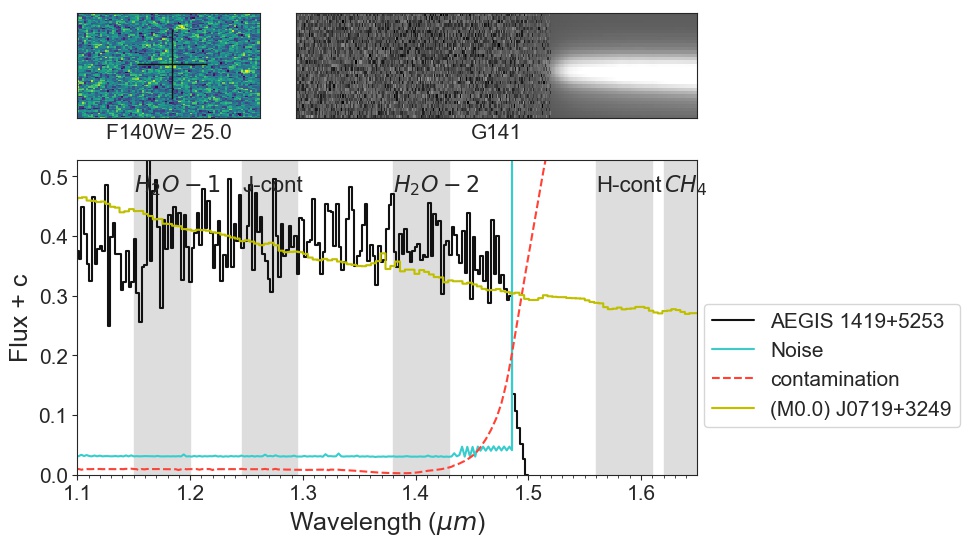 F140W= 25.0
G141
H₂O − 1
J-cont
H₂O − 2
H-cont
CH₄
0.5
0.4
0.3
0.2
0.1
0.0
Flux + c
1.1 1.2 1.3 1.4 1.5 1.6
Wavelength (μm)
AEGIS 1419+5253
Noise
contamination
(M0.0) J0719+3249